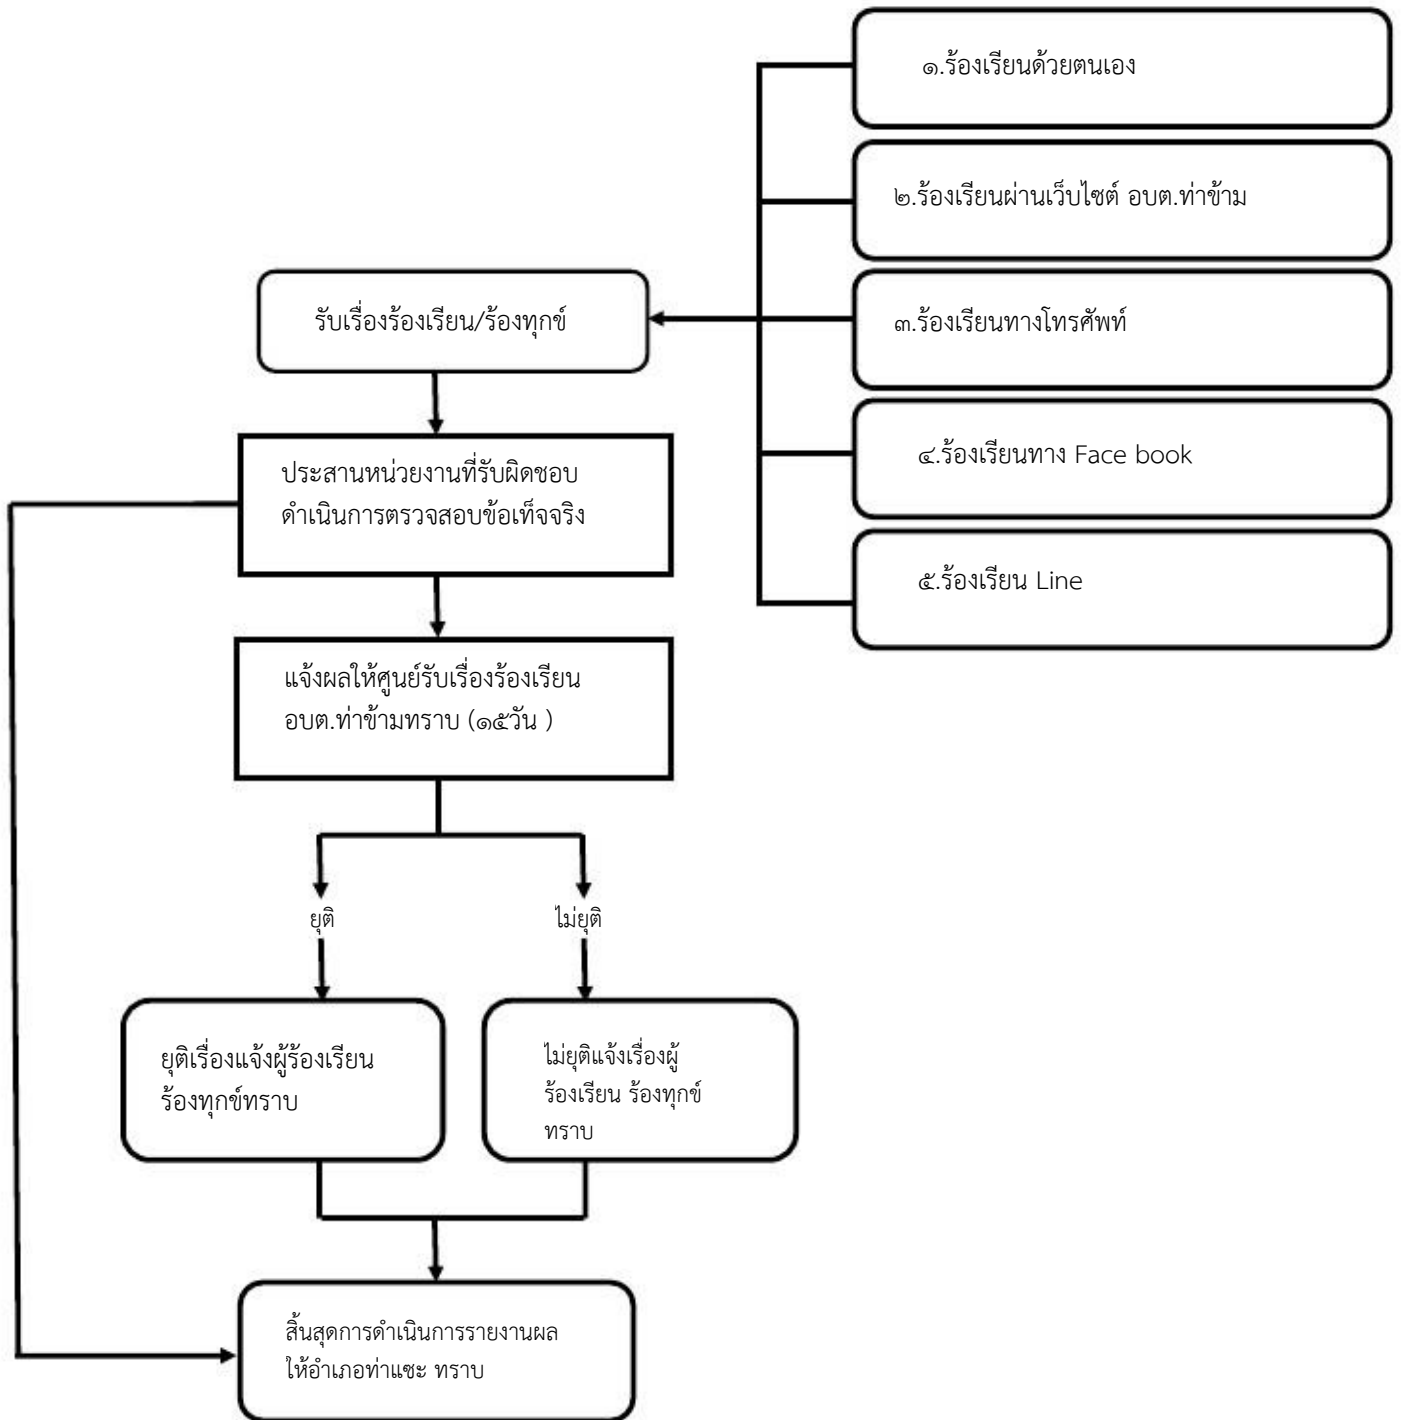 ๑.ร้องเรียนด้วยตนเอง
๒.ร้องเรียนผ่านเว็บไซต์ อบต.ท่าข้าม
๓.ร้องเรียนทางโทรศัพท์
๔.ร้องเรียนทาง Face book
๕.ร้องเรียน Line
รับเรื่องร้องเรียน/ร้องทุกข์
ประสานหน่วยงานที่รับผิดชอบ
ดำเนินการตรวจสอบข้อเท็จจริง
แจ้งผลให้ศูนย์รับเรื่องร้องเรียน
อบต.ท่าข้ามทราบ (๑๕วัน )
ยุติ
ไม่ยุติ
ยุติเรื่องแจ้งผู้ร้องเรียน
ร้องทุกข์ทราบ
ไม่ยุติแจ้งเรื่องผู้
ร้องเรียน ร้องทุกข์
ทราบ
สิ้นสุดการดำเนินการรายงานผล
ให้อำเภอท่าแซะ ทราบ